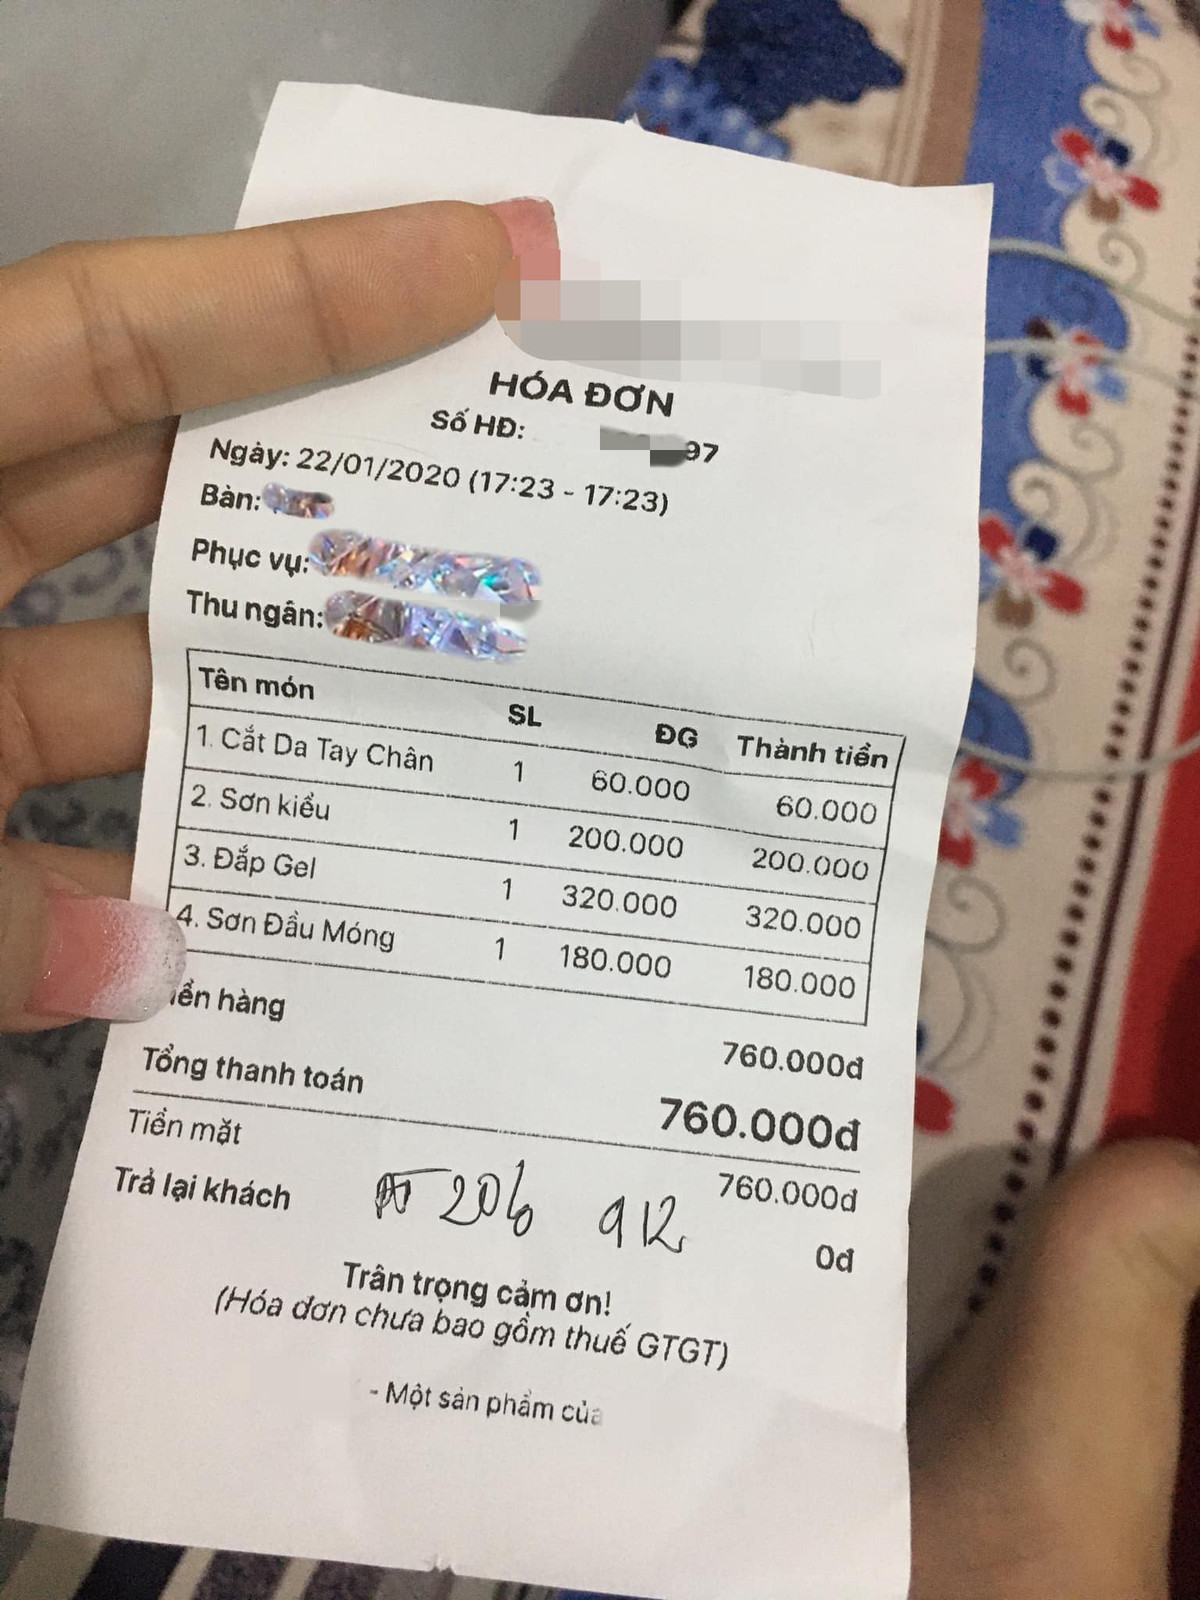 HÓA ĐƠN
Số HĐ: 97
Ngày: 22/01/2020 (17:23 - 17:23)
Bàn:
Phục vụ:
Thu ngân:
Tên món SL ĐG Thành tiền
1. Cắt Da Tay Chân 1 60.000 60.000
2. Sơn kiểu 1 200.000 200.000
3. Đắp Gel 1 320.000 320.000
4. Sơn Đầu Móng 1 180.000 180.000
hàng 760.000đ
Tổng thanh toán 760.000đ
Tiền mặt 760.000đ
Trả lại khách 206 912 0đ
Trân trọng cảm ơn!
(Hóa đơn chưa bao gồm thuế GTGT)
- Một sản phẩm của